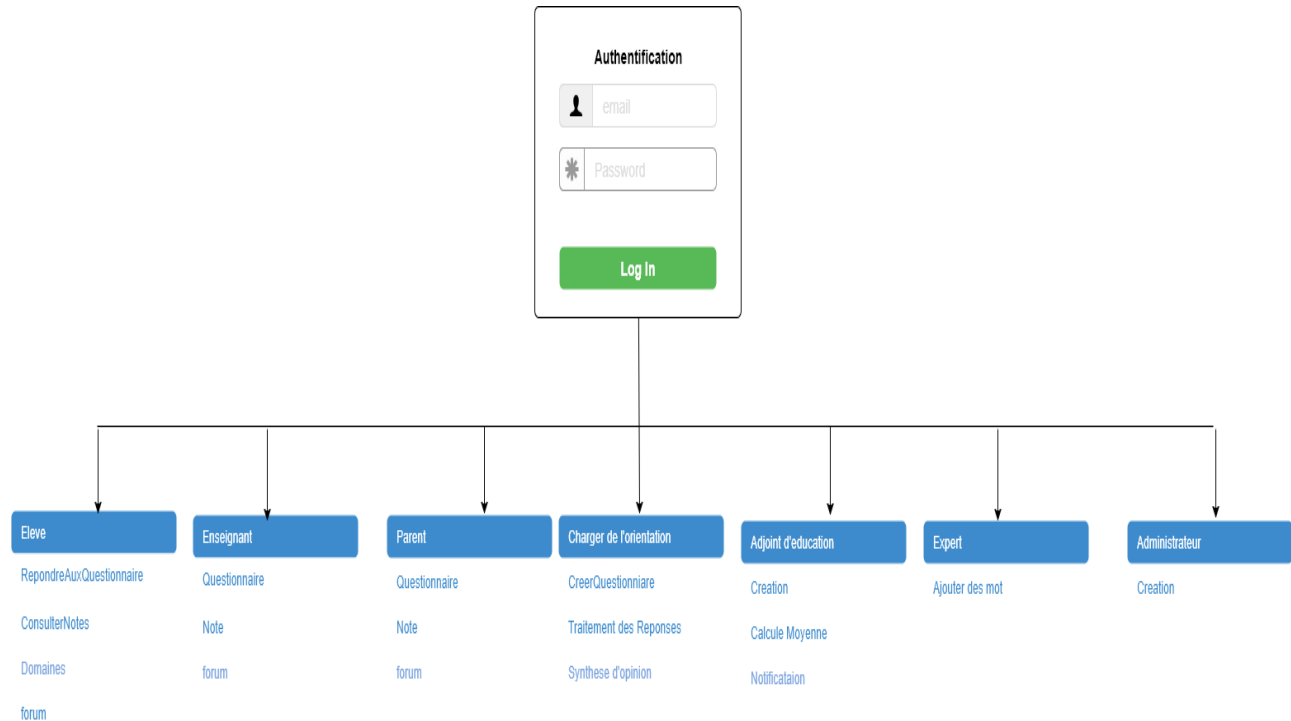 Authentification
email
Password
Log In
Eleve
RepondreAuxQuestionnaire
ConsulterNotes
Domaines
forum
Enseignant
Questionnaire
Note
forum
Parent
Questionnaire
Note
forum
Charger de l'orientation
CreerQuestionniare
Traitement des Reponses
Synthese d'opinion
Adjoint d'education
Creation
Calcule Moyenne
Notificataion
Expert
Ajouter des mot
Administrateur
Creation